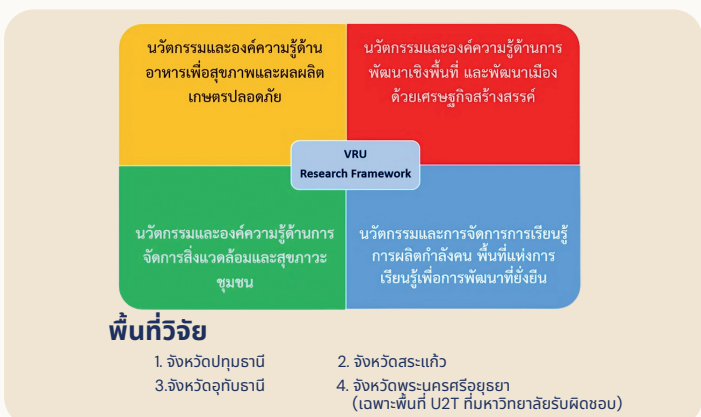 นวัตกรรมและองค์ความรู้ด้าน
อาหารเพื่อสุขภาพและผลผลิต
เกษตรปลอดภัย
นวัตกรรมและองค์ความรู้ด้านการ
พัฒนาเชิงพื้นที่ และพัฒนาเมือง
ด้วยเศรษฐกิจสร้างสรรค์
VRU
Research Framework
นวัตกรรมและองค์ความรู้ด้านการ
จัดการสิ่งแวดล้อมและสุขภาวะ
ชุมชน
นวัตกรรมและการจัดการการเรียนรู้
การผลิตกำลังคน พื้นที่แห่งการ
เรียนรู้เพื่อการพัฒนาที่ยั่งยืน
พื้นที่วิจัย
1. จังหวัดปทุมธานี
2. จังหวัดสระแก้ว
3.จังหวัดอุทัยธานี
4. จังหวัดพระนครศรีอยุธยา
(เฉพาะพื้นที่ U2T ที่มหาวิทยาลัยรับผิดชอบ)